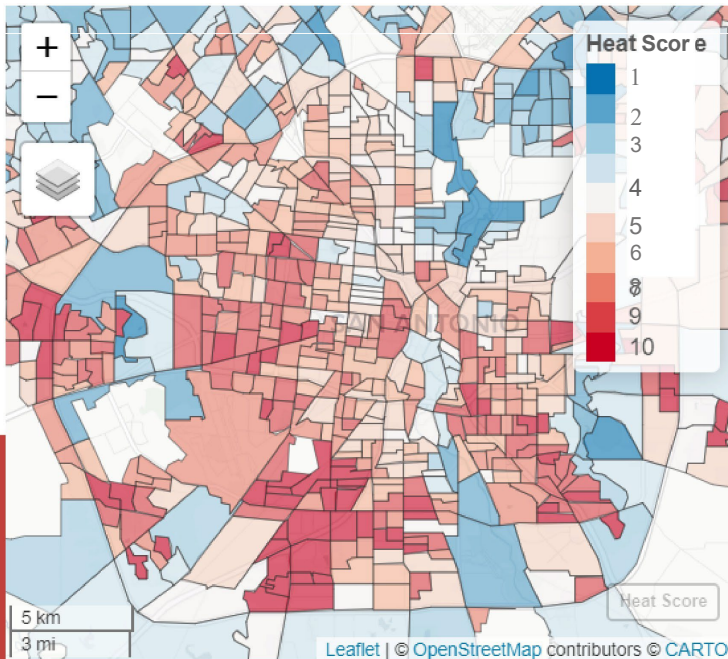 +
−
Heat Scor e
1
2
3
4
5
6
8
9
10
SAN ANTONIO
Heat Score
5 km
3 mi
Leaflet | © OpenStreetMap contributors © CARTO